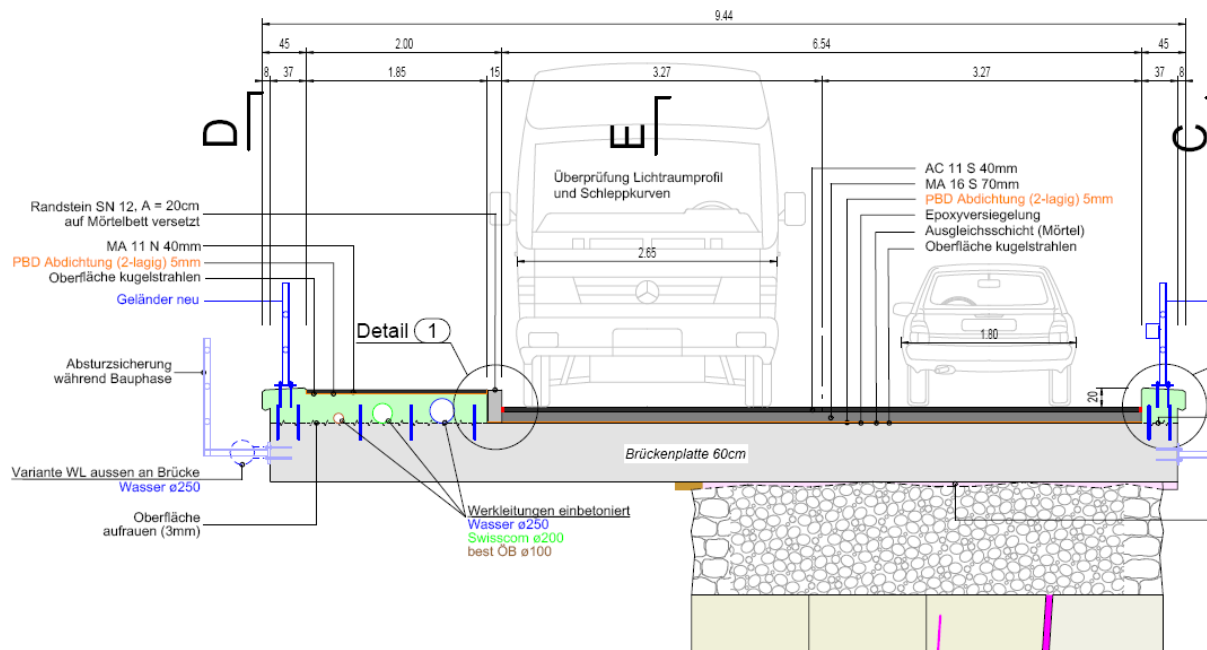 9.44
45
2.00
6.54
45
8
37
1.85
15
3.27
3.27
37
8
D
E
C
Überprüfung Lichtraumprofil
und Schleppkurven
AC 11 S 40mm
MA 16 S 70mm
PBD Abdichtung (2-lagig) 5mm
Epoxyversiegelung
Ausgleichsschicht (Mörtel)
Oberfläche kugelstrahlen
Randstein SN 12, A = 20cm
auf Mörtelbett versetzt
MA 11 N 40mm
PBD Abdichtung (2-lagig) 5mm
Oberfläche kugelstrahlen
Geländer neu
2.65
Detail 1
1.80
Absturzsicherung
während Bauphase
20
Brückenplatte 60cm
Variante WL aussen an Brücke
Wasser ø250
Oberfläche
aufrauen (3mm)
Werkleitungen einbetoniert
Wasser ø250
Swisscom ø200
best ÖB ø100